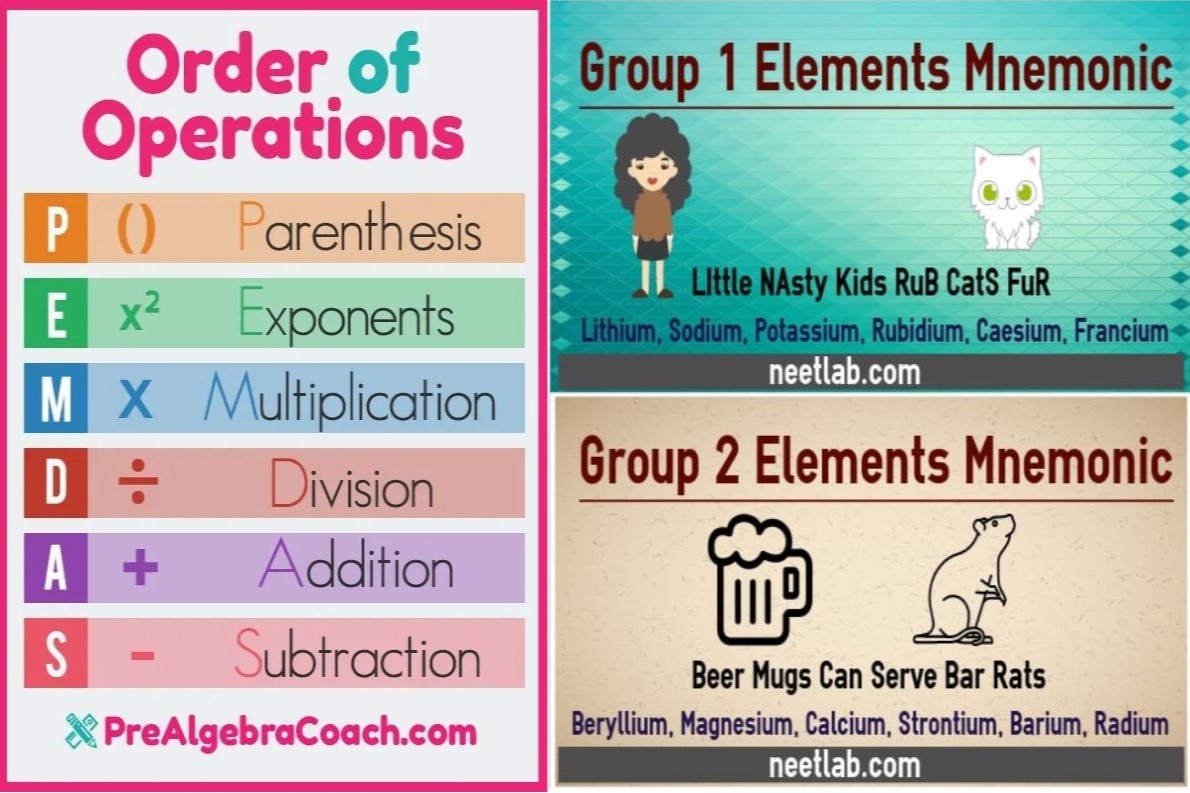 Order of
Operations
P () Parenthesis
E x² Exponents
M X Multiplication
D ÷ Division
A + Addition
S - Subtraction
PreAlgebraCoach.com
Group 1 Elements Mnemonic
LIttle NAsty Kids RuB CatS FuR
Lithium, Sodium, Potassium, Rubidium, Caesium, Francium
neetlab.com
Group 2 Elements Mnemonic
Beer Mugs Can Serve Bar Rats
Beryllium, Magnesium, Calcium, Strontium, Barium, Radium
neetlab.com